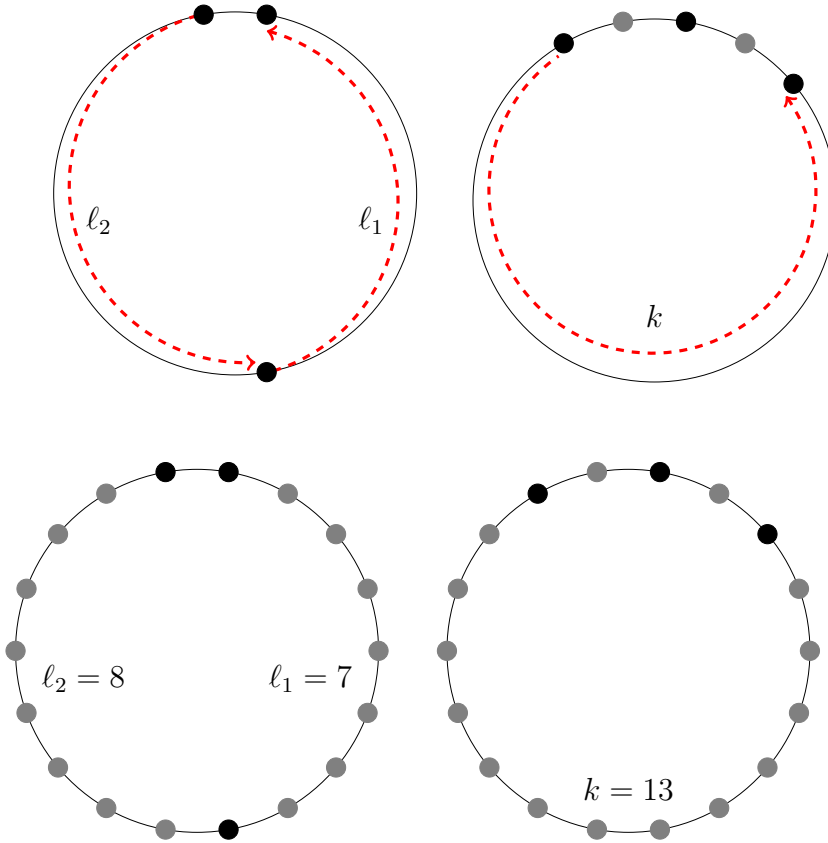 ℓ₂
ℓ₁
k
ℓ₂ = 8
ℓ₁ = 7
k = 13